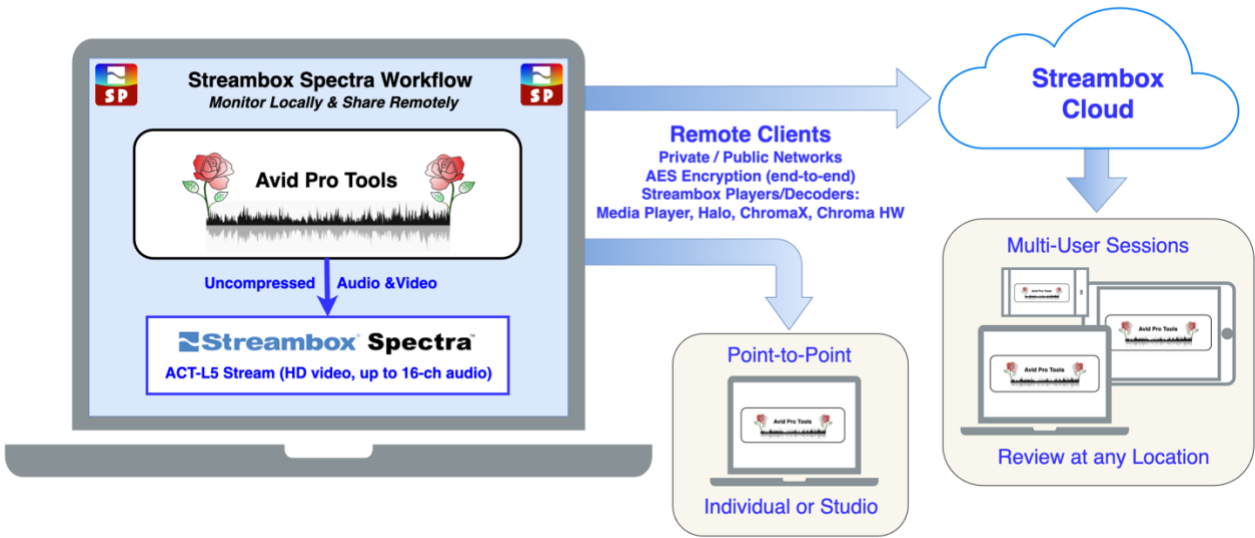 SP
SP
Streambox Spectra Workflow
Monitor Locally & Share Remotely
Avid Pro Tools
Uncompressed Audio &Video
Streambox® Spectra™
ACT-L5 Stream (HD video, up to 16-ch audio)
Remote Clients
Private / Public Networks
AES Encryption (end-to-end)
Streambox Players/Decoders:
Media Player, Halo, ChromaX, Chroma HW
Streambox
Cloud
Point-to-Point
Avid Pro Tools
Individual or Studio
Multi-User Sessions
Avid Pro Tools
Avid Pro Tools
Avid Pro Tools
Review at any Location